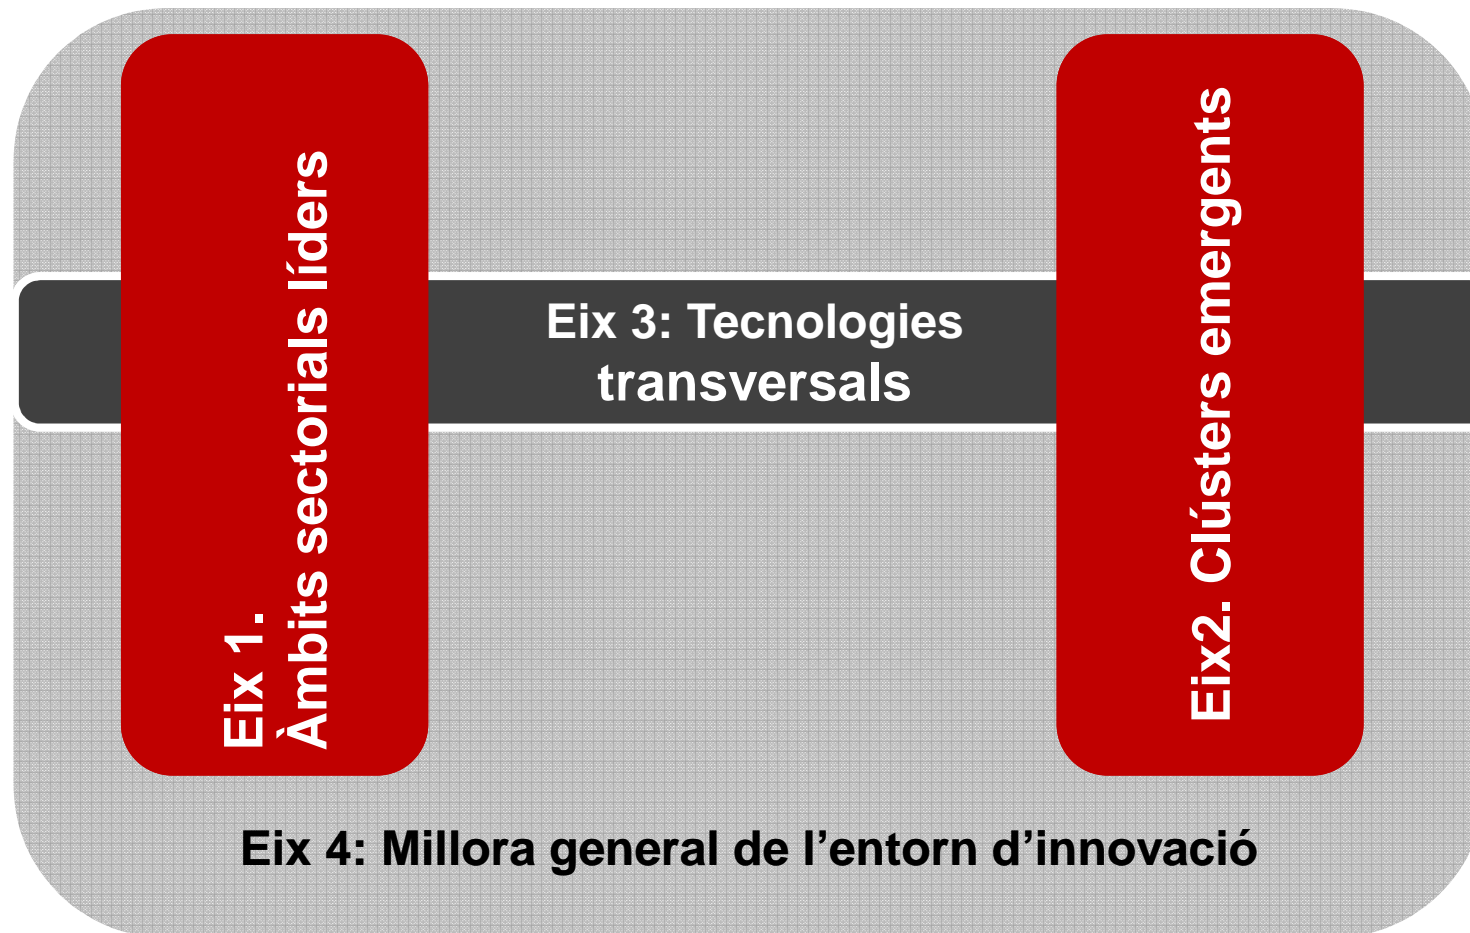 Eix 1.
Àmbits sectorials líders
Eix 3: Tecnologies
transversals
Eix2. Clústers emergents
Eix 4: Millora general de l’entorn d’innovació